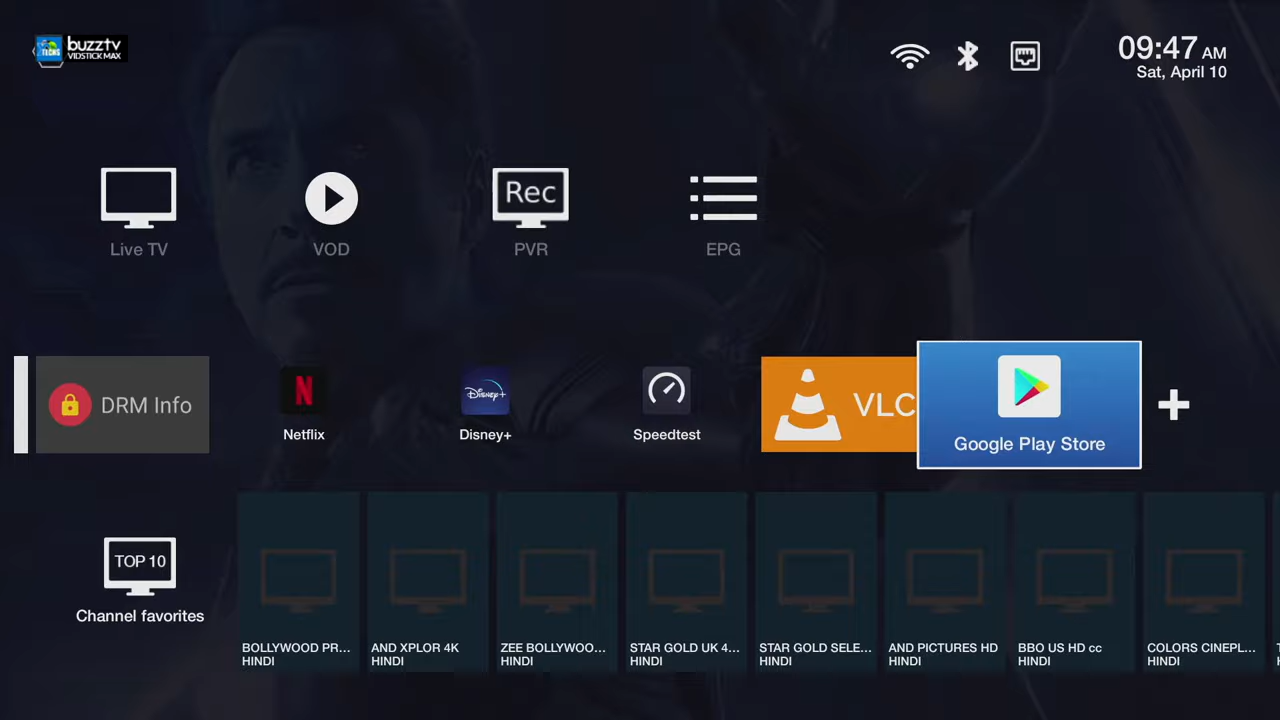 TECHS
buzztv
VIDSTICK MAX
09:47 AM
Sat, April 10
Live TV
VOD
Rec
PVR
EPG
DRM Info
N
Netflix
Disney+
Disney+
Speedtest
VLC
Google Play Store
TOP 10
Channel favorites
BOLLYWOOD PR...
HINDI
AND XPLOR 4K
HINDI
ZEE BOLLYWOO...
HINDI
STAR GOLD UK 4...
HINDI
STAR GOLD SELE...
HINDI
AND PICTURES HD
HINDI
BBO US HD cc
HINDI
COLORS CINEPL...
HINDI